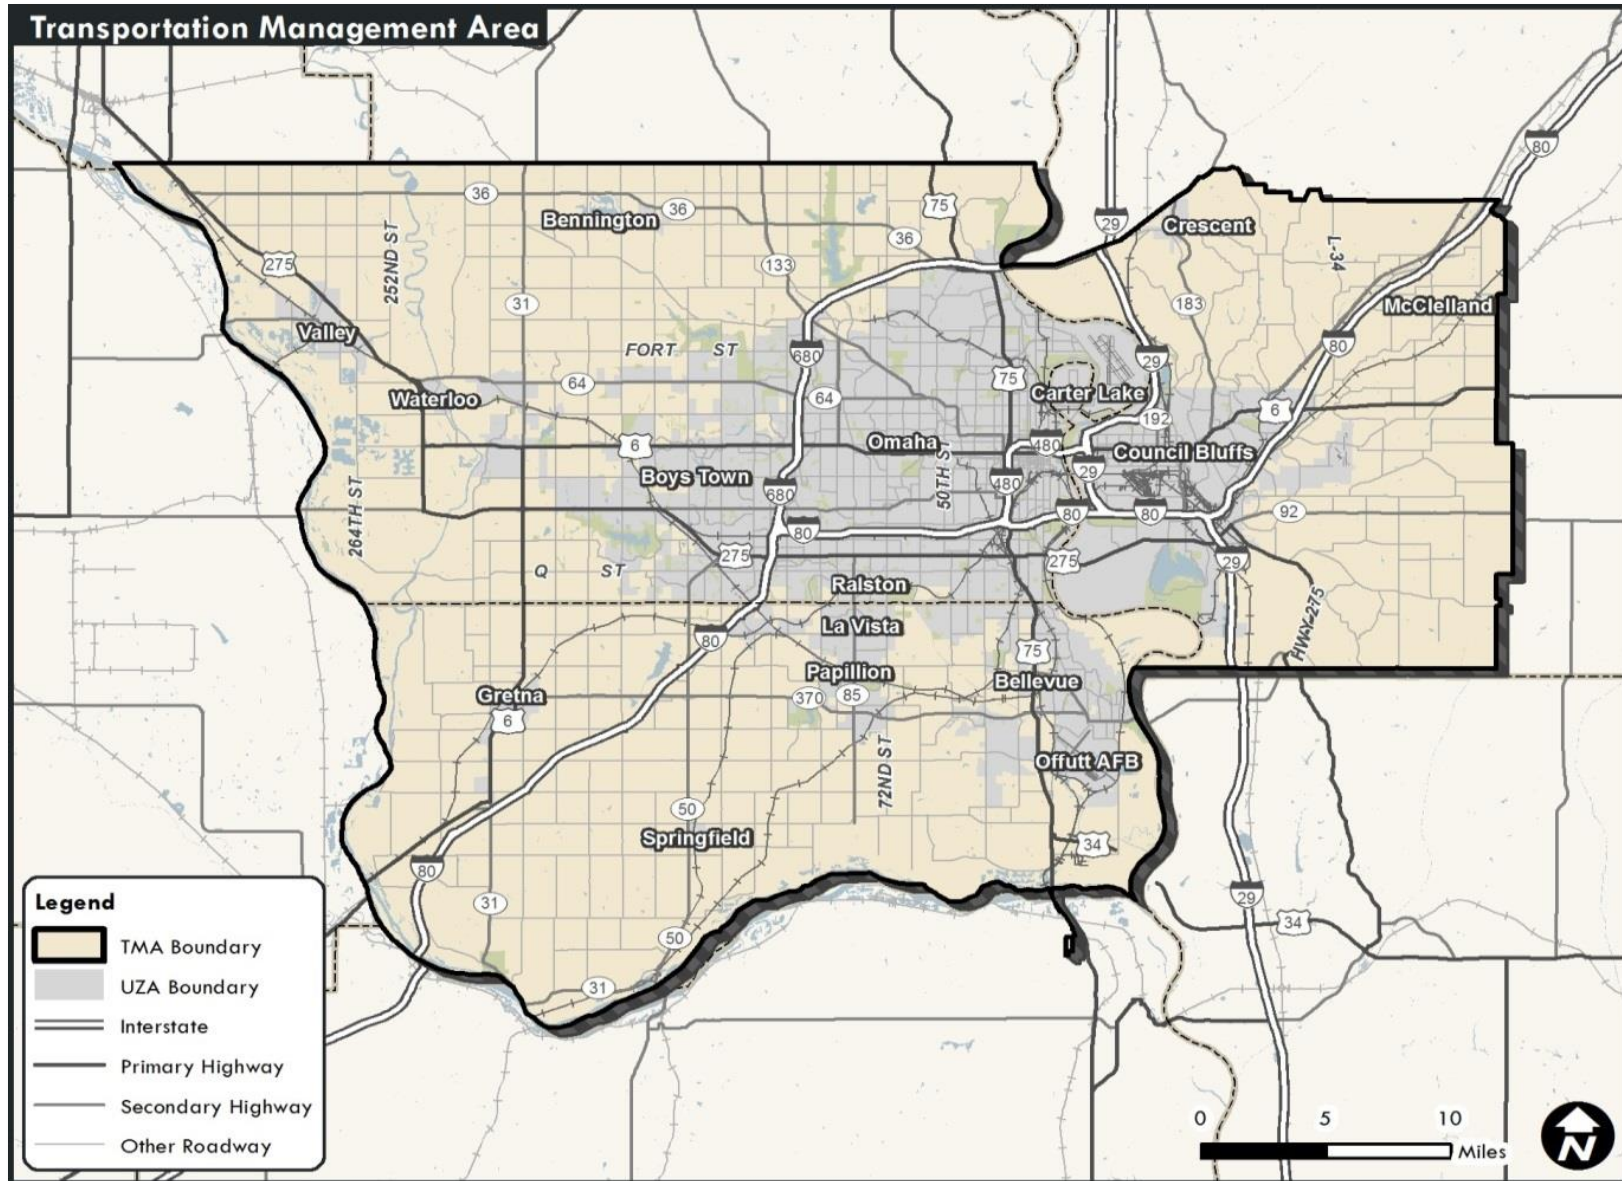 Transportation Management Area
80
36
Bennington
36
75
29
Crescent
36
252ND ST
L-34
275
133
31
183
McClelland
Valley
FORT ST
680
29
80
64
75
Waterloo
64
Carter Lake
6
192
6
Omaha
480
Council Bluffs
Boys Town
50TH ST
29
680
480
264TH ST
80
80
80
92
275
275
29
Q ST
Ralston
La Vista
80
HWY-275
75
Papillion
Bellevue
Gretna
370
85
6
72ND ST
Offutt AFB
50
Springfield
34
80
29
31
34
50
31
Legend
TMA Boundary
UZA Boundary
Interstate
Primary Highway
Secondary Highway
Other Roadway
0 5 10
Miles
N